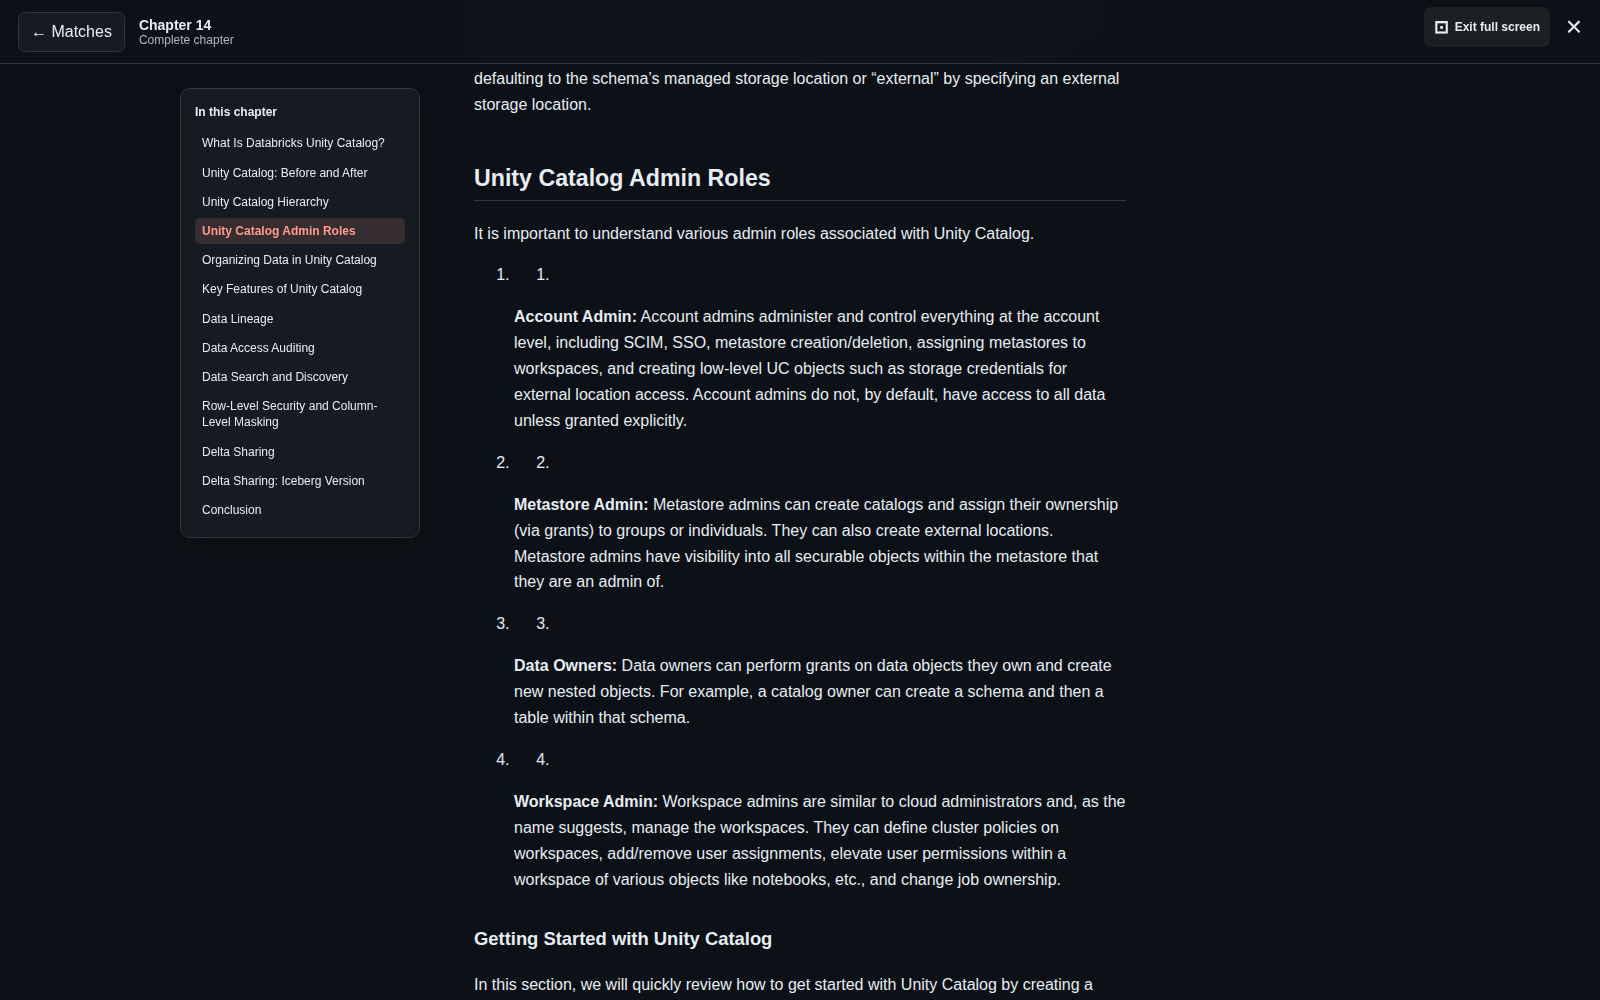 ← Matches
Chapter 14
Complete chapter
Exit full screen
✕
In this chapter
What Is Databricks Unity Catalog?
Unity Catalog: Before and After
Unity Catalog Hierarchy
Unity Catalog Admin Roles
Organizing Data in Unity Catalog
Key Features of Unity Catalog
Data Lineage
Data Access Auditing
Data Search and Discovery
Row-Level Security and Column-
Level Masking
Delta Sharing
Delta Sharing: Iceberg Version
Conclusion
defaulting to the schema’s managed storage location or “external” by specifying an external
storage location.
Unity Catalog Admin Roles
It is important to understand various admin roles associated with Unity Catalog.
1. 1.
Account Admin: Account admins administer and control everything at the account
level, including SCIM, SSO, metastore creation/deletion, assigning metastores to
workspaces, and creating low-level UC objects such as storage credentials for
external location access. Account admins do not, by default, have access to all data
unless granted explicitly.
2. 2.
Metastore Admin: Metastore admins can create catalogs and assign their ownership
(via grants) to groups or individuals. They can also create external locations.
Metastore admins have visibility into all securable objects within the metastore that
they are an admin of.
3. 3.
Data Owners: Data owners can perform grants on data objects they own and create
new nested objects. For example, a catalog owner can create a schema and then a
table within that schema.
4. 4.
Workspace Admin: Workspace admins are similar to cloud administrators and, as the
name suggests, manage the workspaces. They can define cluster policies on
workspaces, add/remove user assignments, elevate user permissions within a
workspace of various objects like notebooks, etc., and change job ownership.
Getting Started with Unity Catalog
In this section, we will quickly review how to get started with Unity Catalog by creating a